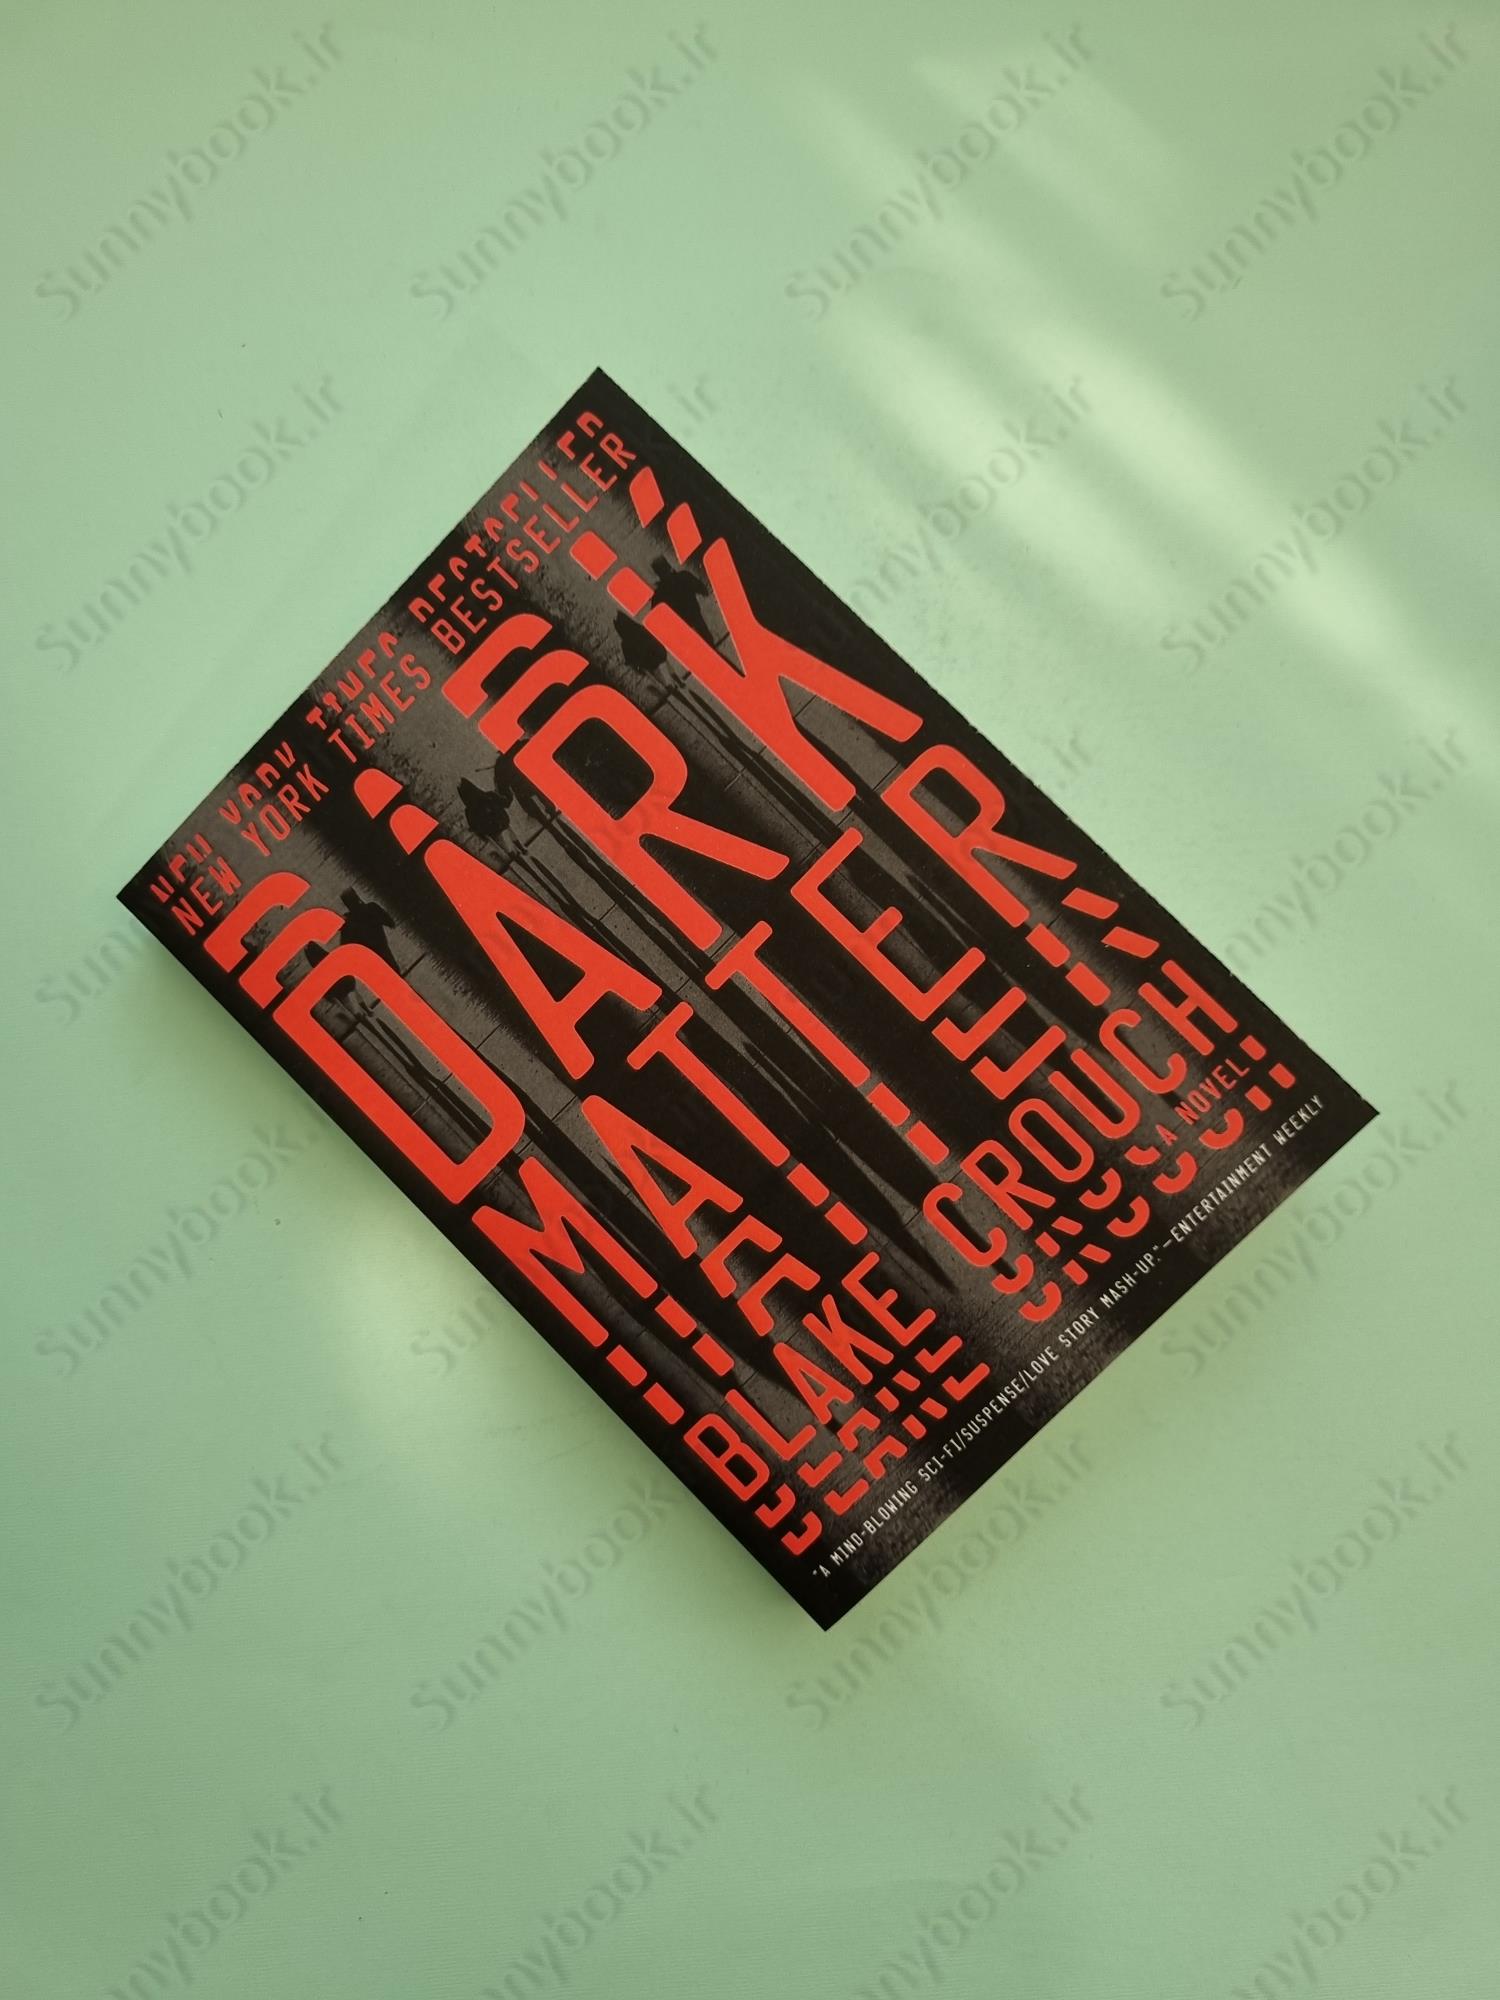 NEW YORK TIMES BESTSELLER
DARK
MATTER
BLAKE CROUCH
A NOVEL
"A MIND-BLOWING SCI-FI/SUSPENSE/LOVE STORY MASH-UP."—ENTERTAINMENT WEEKLY
Sunnybook.ir